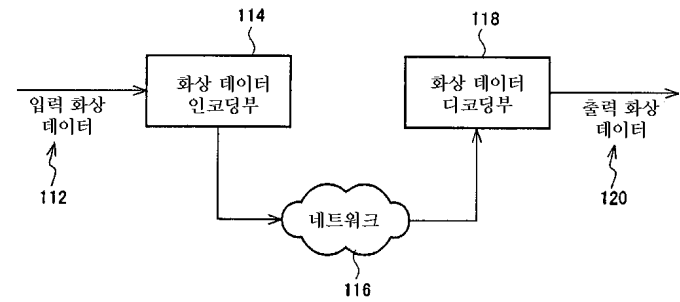 114
118
화상 데이터
인코딩부
화상 데이터
디코딩부
입력 화상
데이터
출력 화상
데이터
112
120
네트워크
116